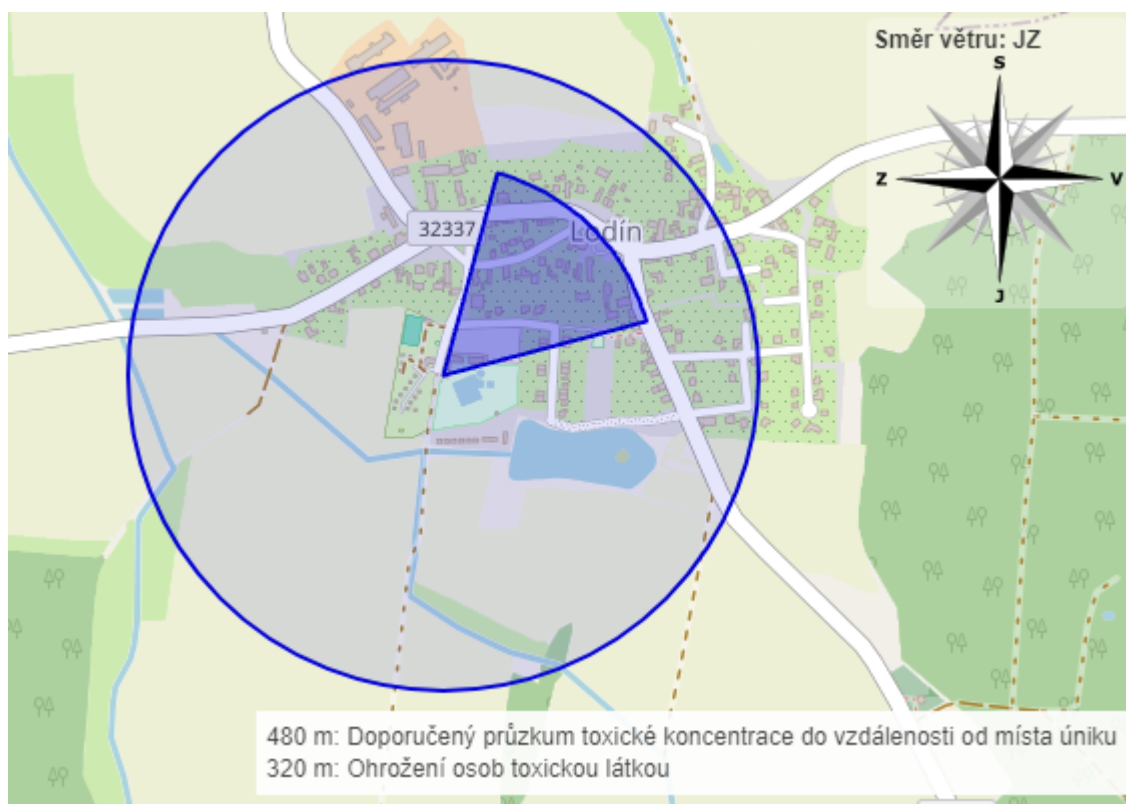 Směr větru: JZ
S
Z
V
J
32337
Lodín
480 m: Doporučený průzkum toxické koncentrace do vzdálenosti od místa úniku
320 m: Ohrožení osob toxickou látkou